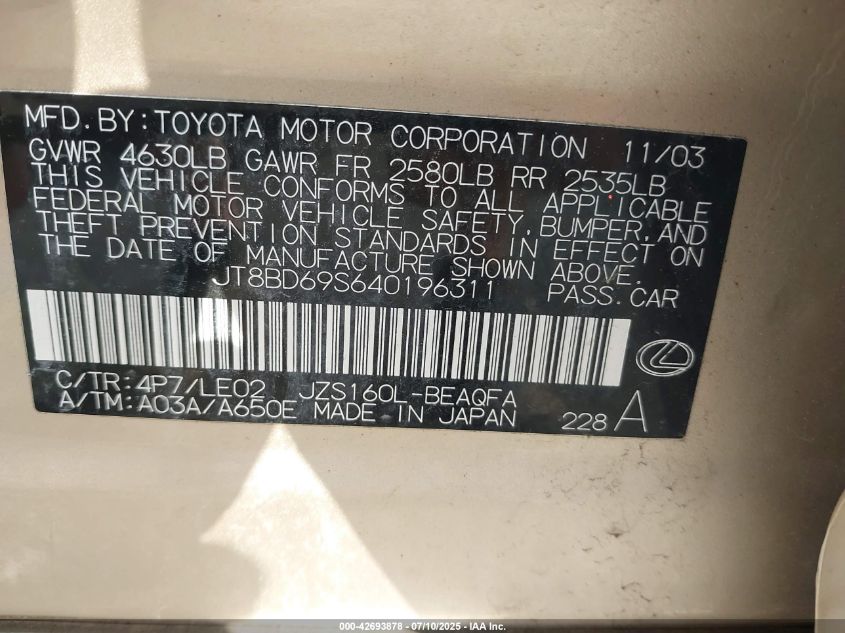 MFD. BY: TOYOTA MOTOR CORPORATION 11/03
GVWR 4630LB GAWR FR 2580LB RR 2535LB
THIS VEHICLE CONFORMS TO ALL APPLICABLE
FEDERAL MOTOR VEHICLE SAFETY, BUMPER, AND
THEFT PREVENTION STANDARDS IN EFFECT ON
THE DATE OF MANUFACTURE SHOWN ABOVE.
JT8BD69S640196311 PASS. CAR
C/TR: 4P7/LE02 JZS160L-BEAQFA
A/TM: A03A/A650E MADE IN JAPAN 228 A
000-42693878 - 07/10/2025 - IAA Inc.